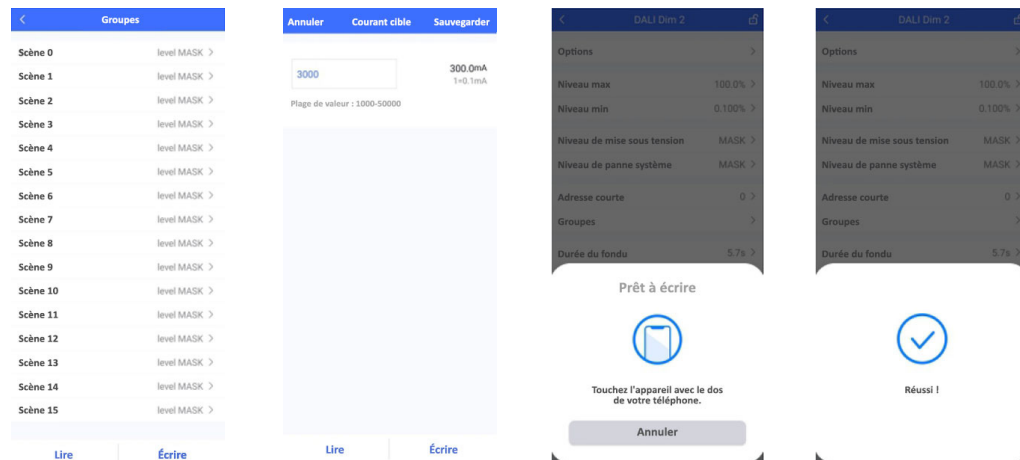 Groupes
Scène 0 level MASK
Scène 1 level MASK
Scène 2 level MASK
Scène 3 level MASK
Scène 4 level MASK
Scène 5 level MASK
Scène 6 level MASK
Scène 7 level MASK
Scène 8 level MASK
Scène 9 level MASK
Scène 10 level MASK
Scène 11 level MASK
Scène 12 level MASK
Scène 13 level MASK
Scène 14 level MASK
Scène 15 level MASK
Lire Écrire
Annuler Courant cible Sauvegarder
3000 300.0mA
1=0.1mA
Plage de valeur : 1000-50000
Lire Écrire
DALI Dim 2
Options
Niveau max 100.0%
Niveau min 0.100%
Niveau de mise sous tension MASK
Niveau de panne système MASK
Adresse courte 0
Groupes
Durée du fondu 5.7s
Prêt à écrire
Touchez l'appareil avec le dos
de votre téléphone.
Annuler
DALI Dim 2
Options
Niveau max 100.0%
Niveau min 0.100%
Niveau de mise sous tension MASK
Niveau de panne système MASK
Adresse courte 0
Groupes
Durée du fondu 5.7s
Réussi !